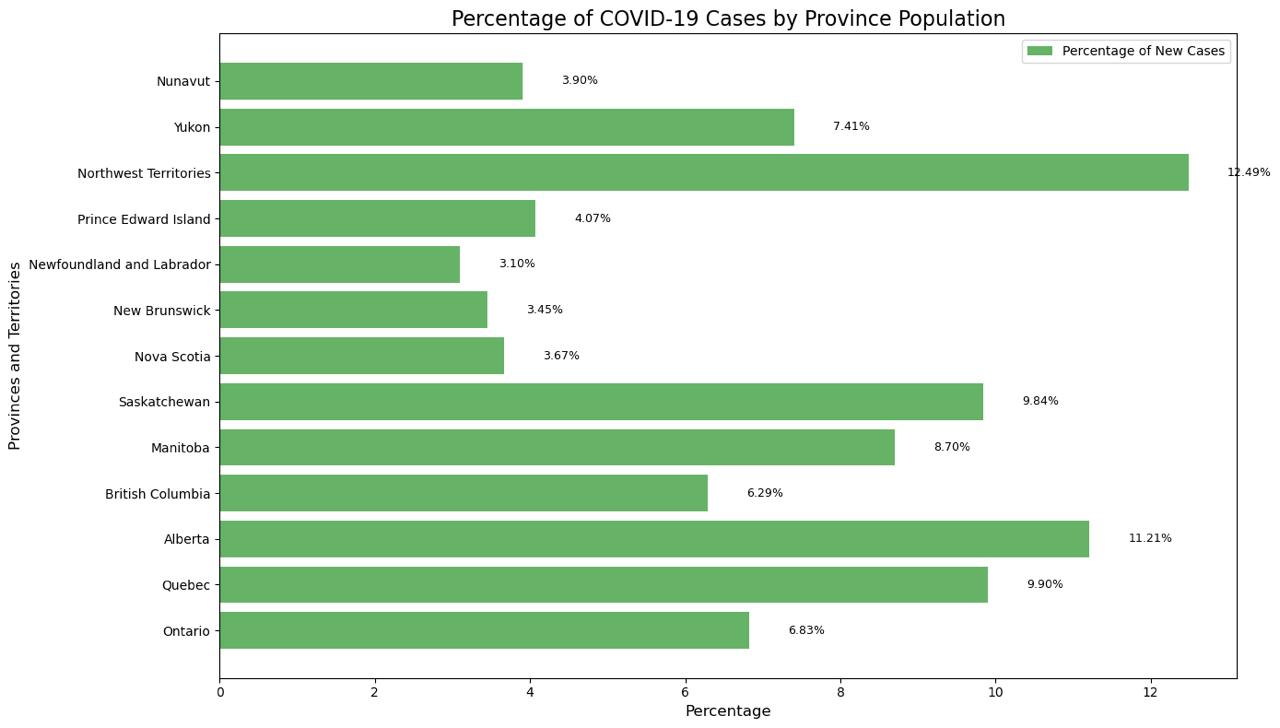 Percentage of COVID-19 Cases by Province Population
Percentage of New Cases
Provinces and Territories
Nunavut 3.90%
Yukon 7.41%
Northwest Territories 12.49%
Prince Edward Island 4.07%
Newfoundland and Labrador 3.10%
New Brunswick 3.45%
Nova Scotia 3.67%
Saskatchewan 9.84%
Manitoba 8.70%
British Columbia 6.29%
Alberta 11.21%
Quebec 9.90%
Ontario 6.83%
0 2 4 6 8 10 12
Percentage